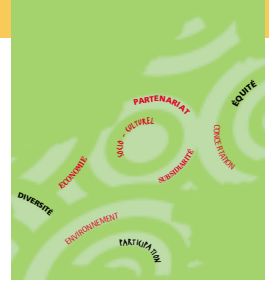 ÉQUITÉ
PARTENARIAT
SOCIO - CULTUREL
CONCERTATION
ÉCONOMIE
SUBSIDIARITÉ
DIVERSITÉ
ENVIRONNEMENT
PARTICIPATION